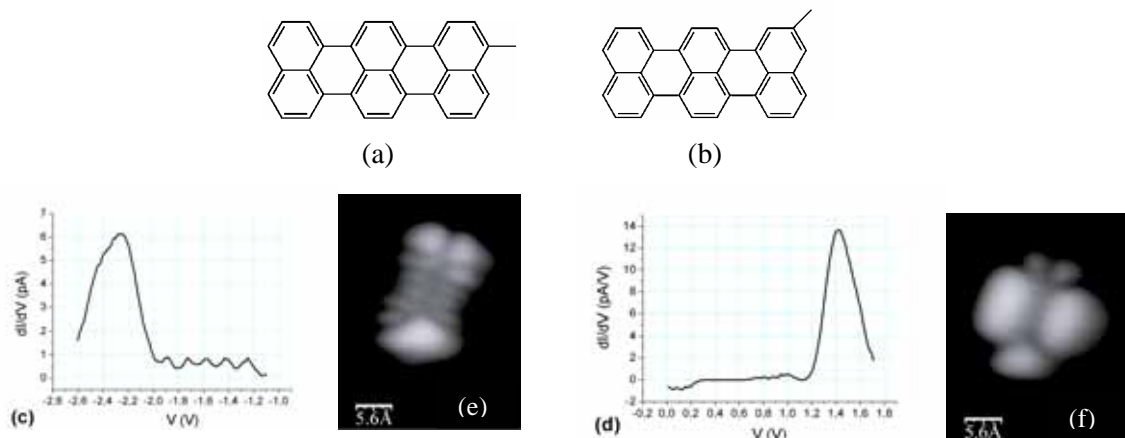 (a) (b)
7
6
5
4
3
2
1
0
dI/dV (pA)
-2,8 -2,6 -2,4 -2,2 -2,0 -1,8 -1,6 -1,4 -1,2 -1,0
V (V)
(c)
5.6Å
(e)
14
12
10
8
6
4
2
0
-2
dI/dV (pA/V)
-0,2 0,0 0,2 0,4 0,6 0,8 1,0 1,2 1,4 1,6 1,8
V (V)
(d)
5.6Å
(f)